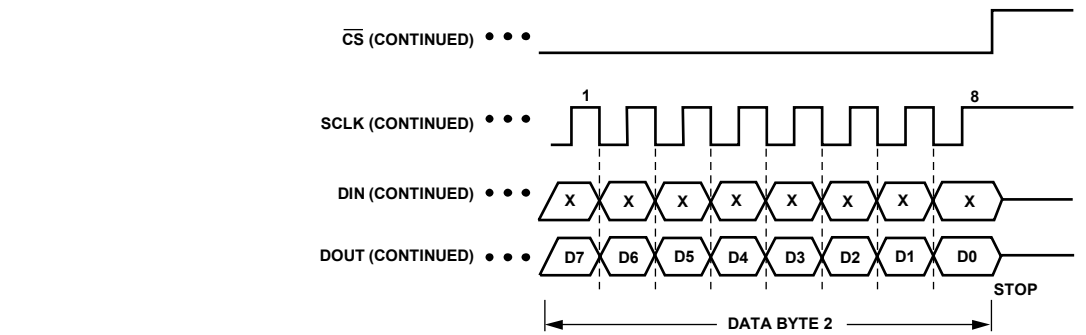 CS (CONTINUED)
1 8
SCLK (CONTINUED)
DIN (CONTINUED) X X X X X X X X
DOUT (CONTINUED) D7 D6 D5 D4 D3 D2 D1 D0
STOP
DATA BYTE 2